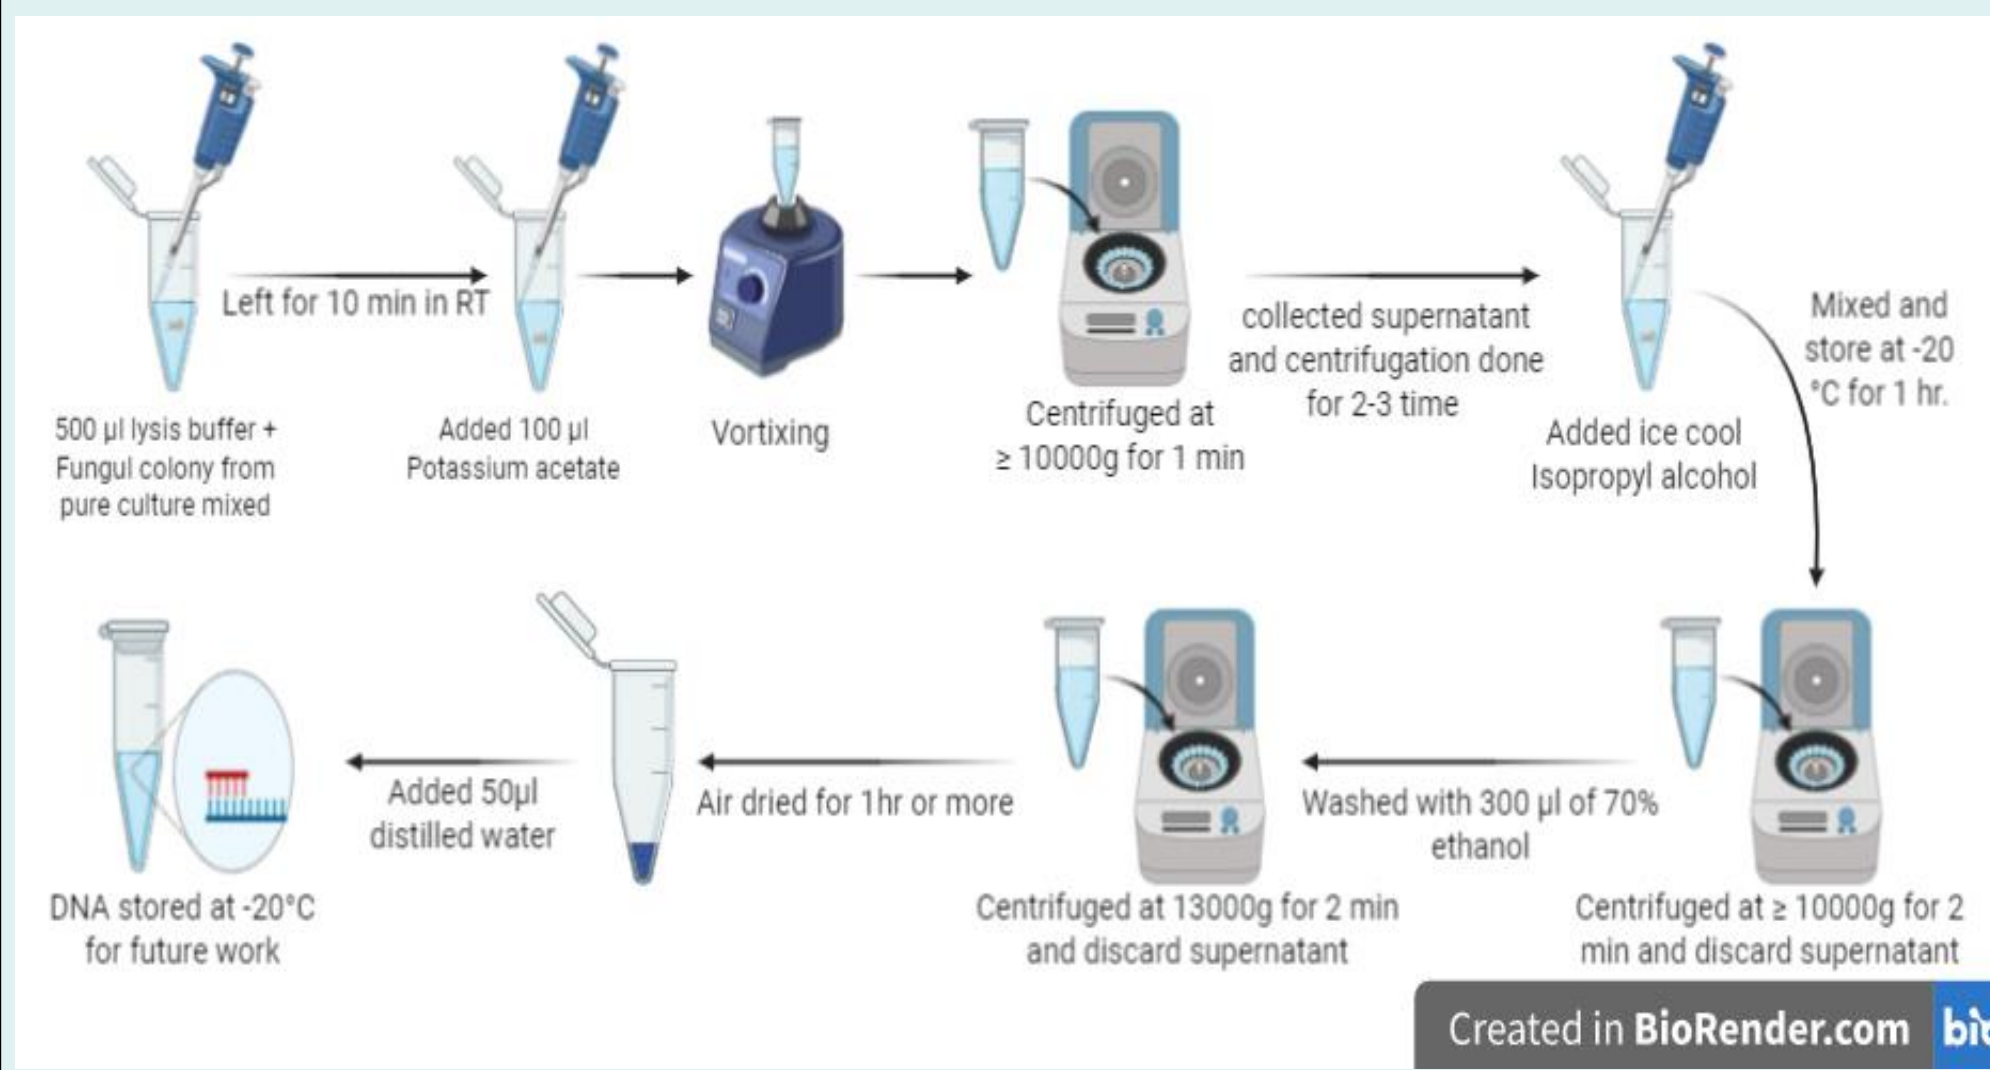 Left for 10 min in RT
500 µl lysis buffer +
Fungul colony from
pure culture mixed
Added 100 µl
Potassium acetate
Vortixing
Centrifuged at
≥ 10000g for 1 min
collected supernatant
and centrifugation done
for 2-3 time
Added ice cool
Isopropyl alcohol
Mixed and
store at -20
°C for 1 hr.
Centrifuged at ≥ 10000g for 2
min and discard supernatant
Washed with 300 µl of 70%
ethanol
Centrifuged at 13000g for 2 min
and discard supernatant
Air dried for 1hr or more
Added 50µl
distilled water
DNA stored at -20°C
for future work
Created in BioRender.com